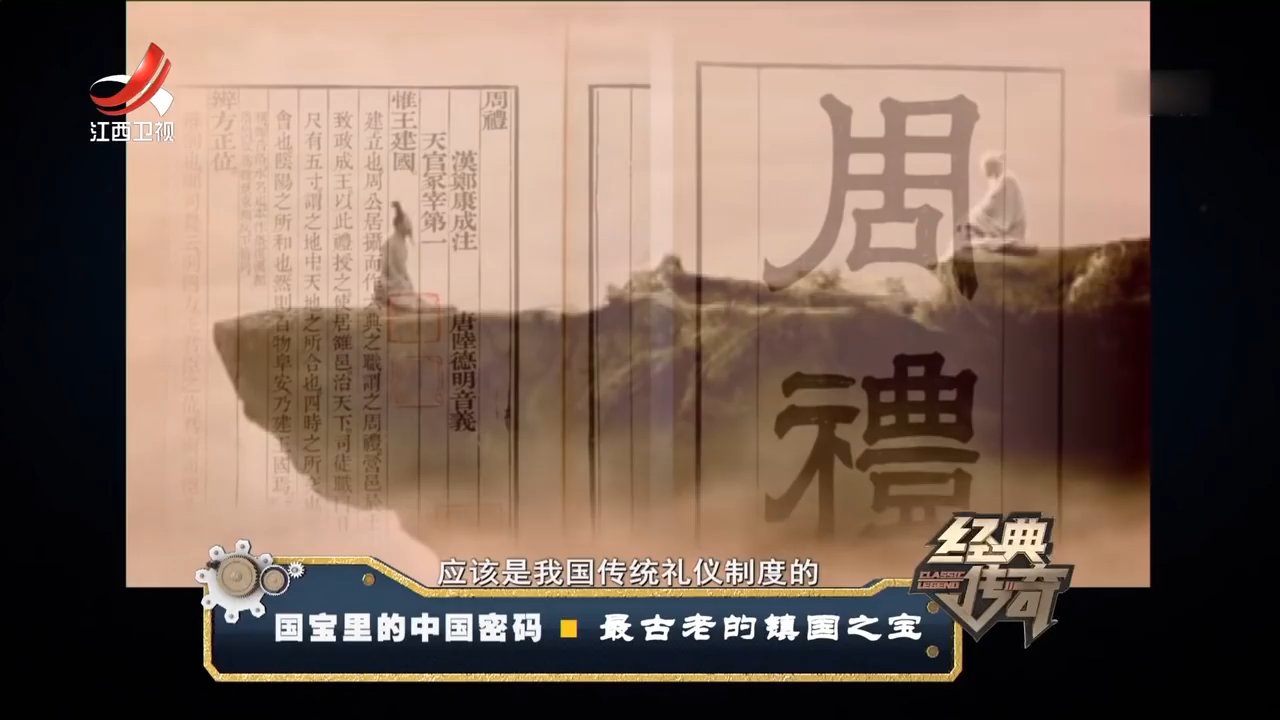 江西卫视
周禮
周禮
漢鄭康成注
唐陸德明音義
天官冢宰第一
惟王建國
建立也周公居攝而作
典之職謂之周禮營邑於土
致政成王以此禮授之使居雒邑治天下司徒職
尺有五寸謂之地中天地之所合也四時之所
會也陰陽之所和也然則百物阜安乃建王國焉
辨方正位
应该是我国传统礼仪制度的
国宝里的中国密码
最古老的镇国之宝
经典传奇
CLASSIC
LEGEND